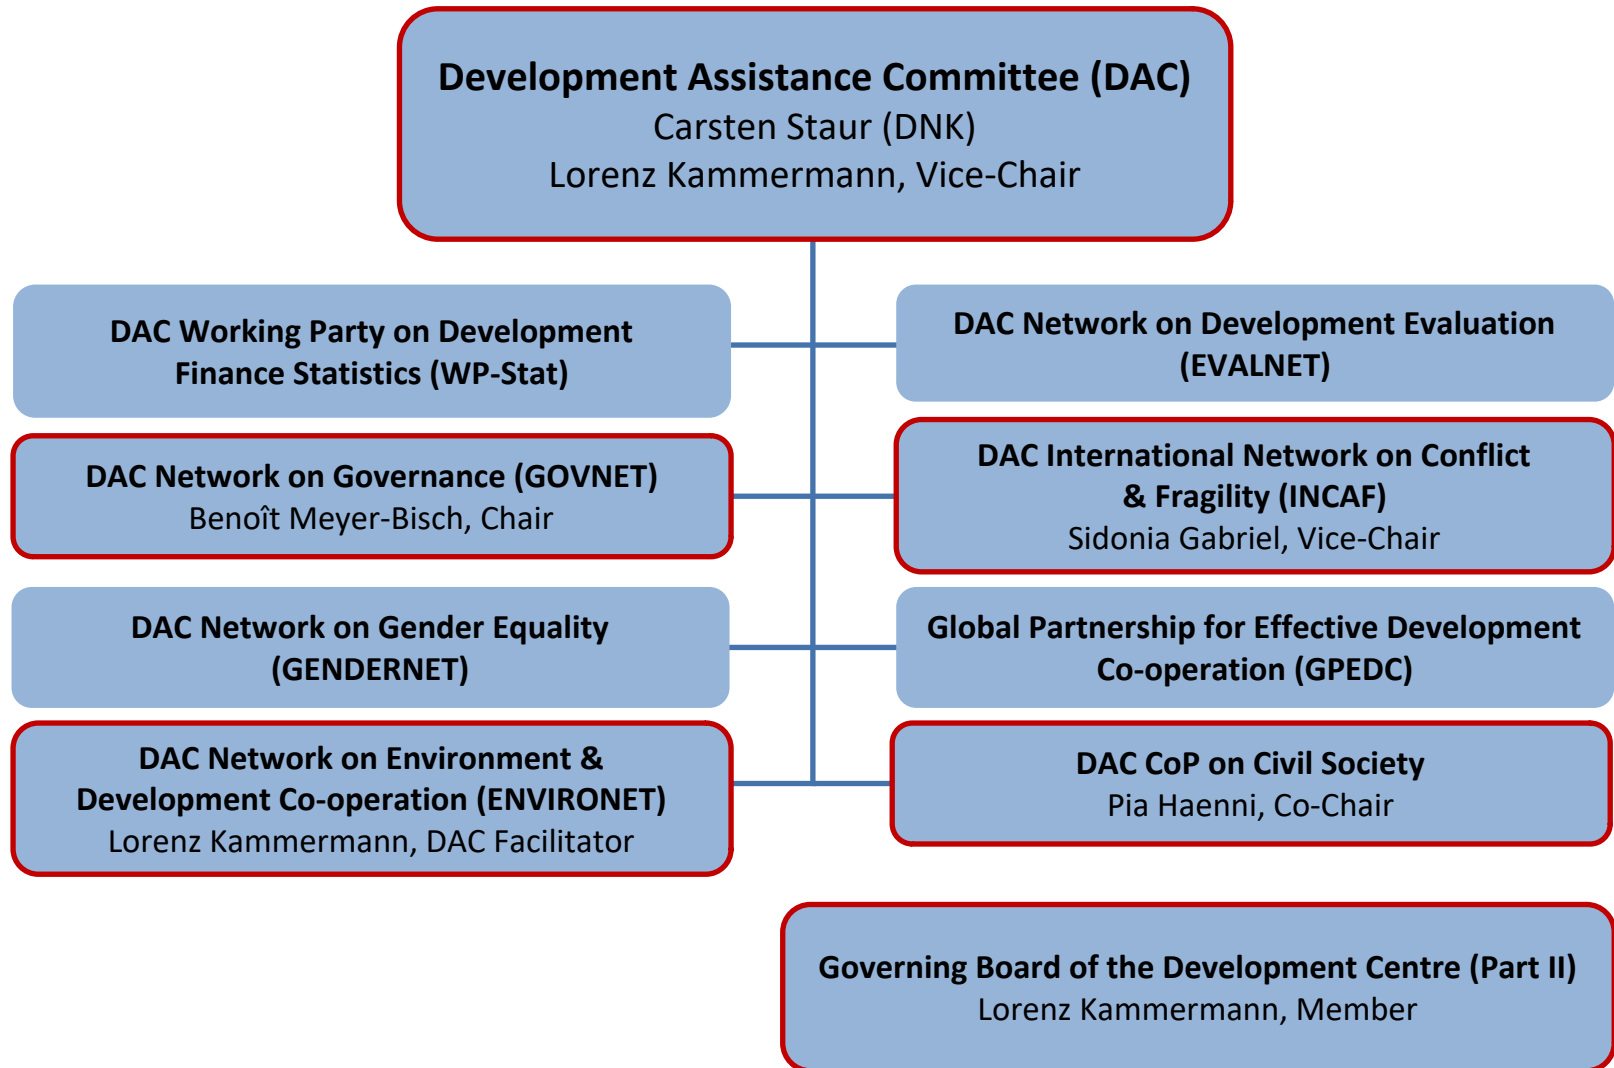 Development Assistance Committee (DAC)
Carsten Staur (DNK)
Lorenz Kammermann, Vice-Chair
DAC Working Party on Development
Finance Statistics (WP-Stat)
DAC Network on Development Evaluation
(EVALNET)
DAC Network on Governance (GOVNET)
Benoît Meyer-Bisch, Chair
DAC International Network on Conflict
& Fragility (INCAF)
Sidonia Gabriel, Vice-Chair
DAC Network on Gender Equality
(GENDERNET)
Global Partnership for Effective Development
Co-operation (GPEDC)
DAC Network on Environment &
Development Co-operation (ENVIRONET)
Lorenz Kammermann, DAC Facilitator
DAC CoP on Civil Society
Pia Haenni, Co-Chair
Governing Board of the Development Centre (Part II)
Lorenz Kammermann, Member